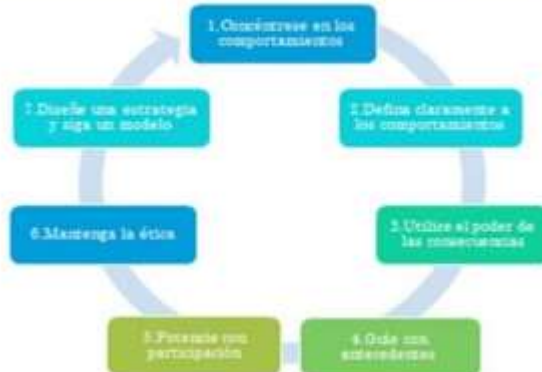 1.Concéntrese en los
comportamientos
2.Defina claramente a
los comportamientos
3.Utilice el poder de
las consecuencias
4.Guíe con
antecedentes
5.Potencie con
participación
6.Mantenga la ética
7.Diseñe una estrategia
y siga un modelo